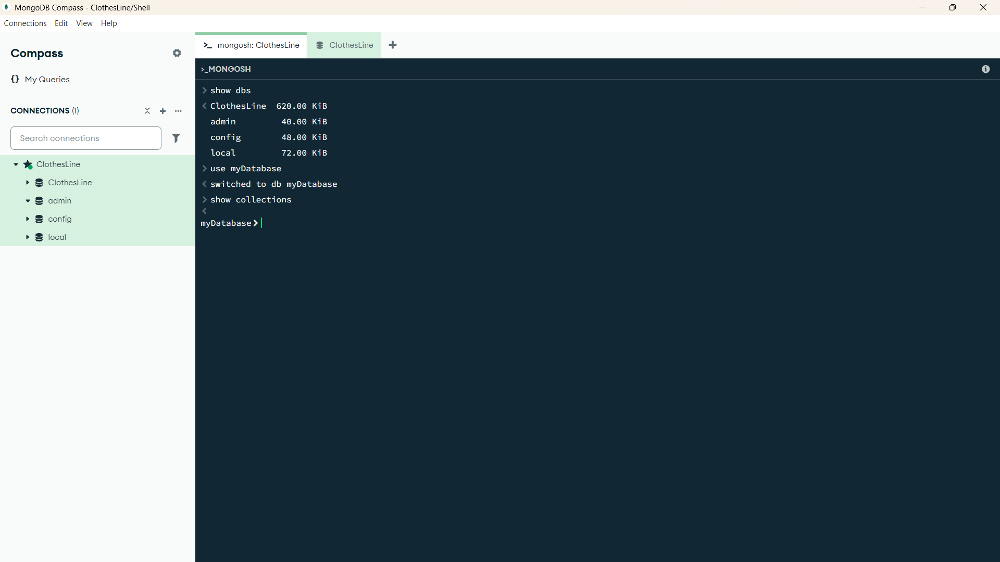 MongoDB Compass - ClothesLine/Shell
Connections Edit View Help
Compass
{} My Queries
CONNECTIONS (1)
Search connections
ClothesLine
ClothesLine
admin
config
local
>_ mongosh: ClothesLine
ClothesLine
>_MONGOSH
> show dbs
< ClothesLine 620.00 KiB
admin 40.00 KiB
config 48.00 KiB
local 72.00 KiB
> use myDatabase
< switched to db myDatabase
> show collections
<
myDatabase>